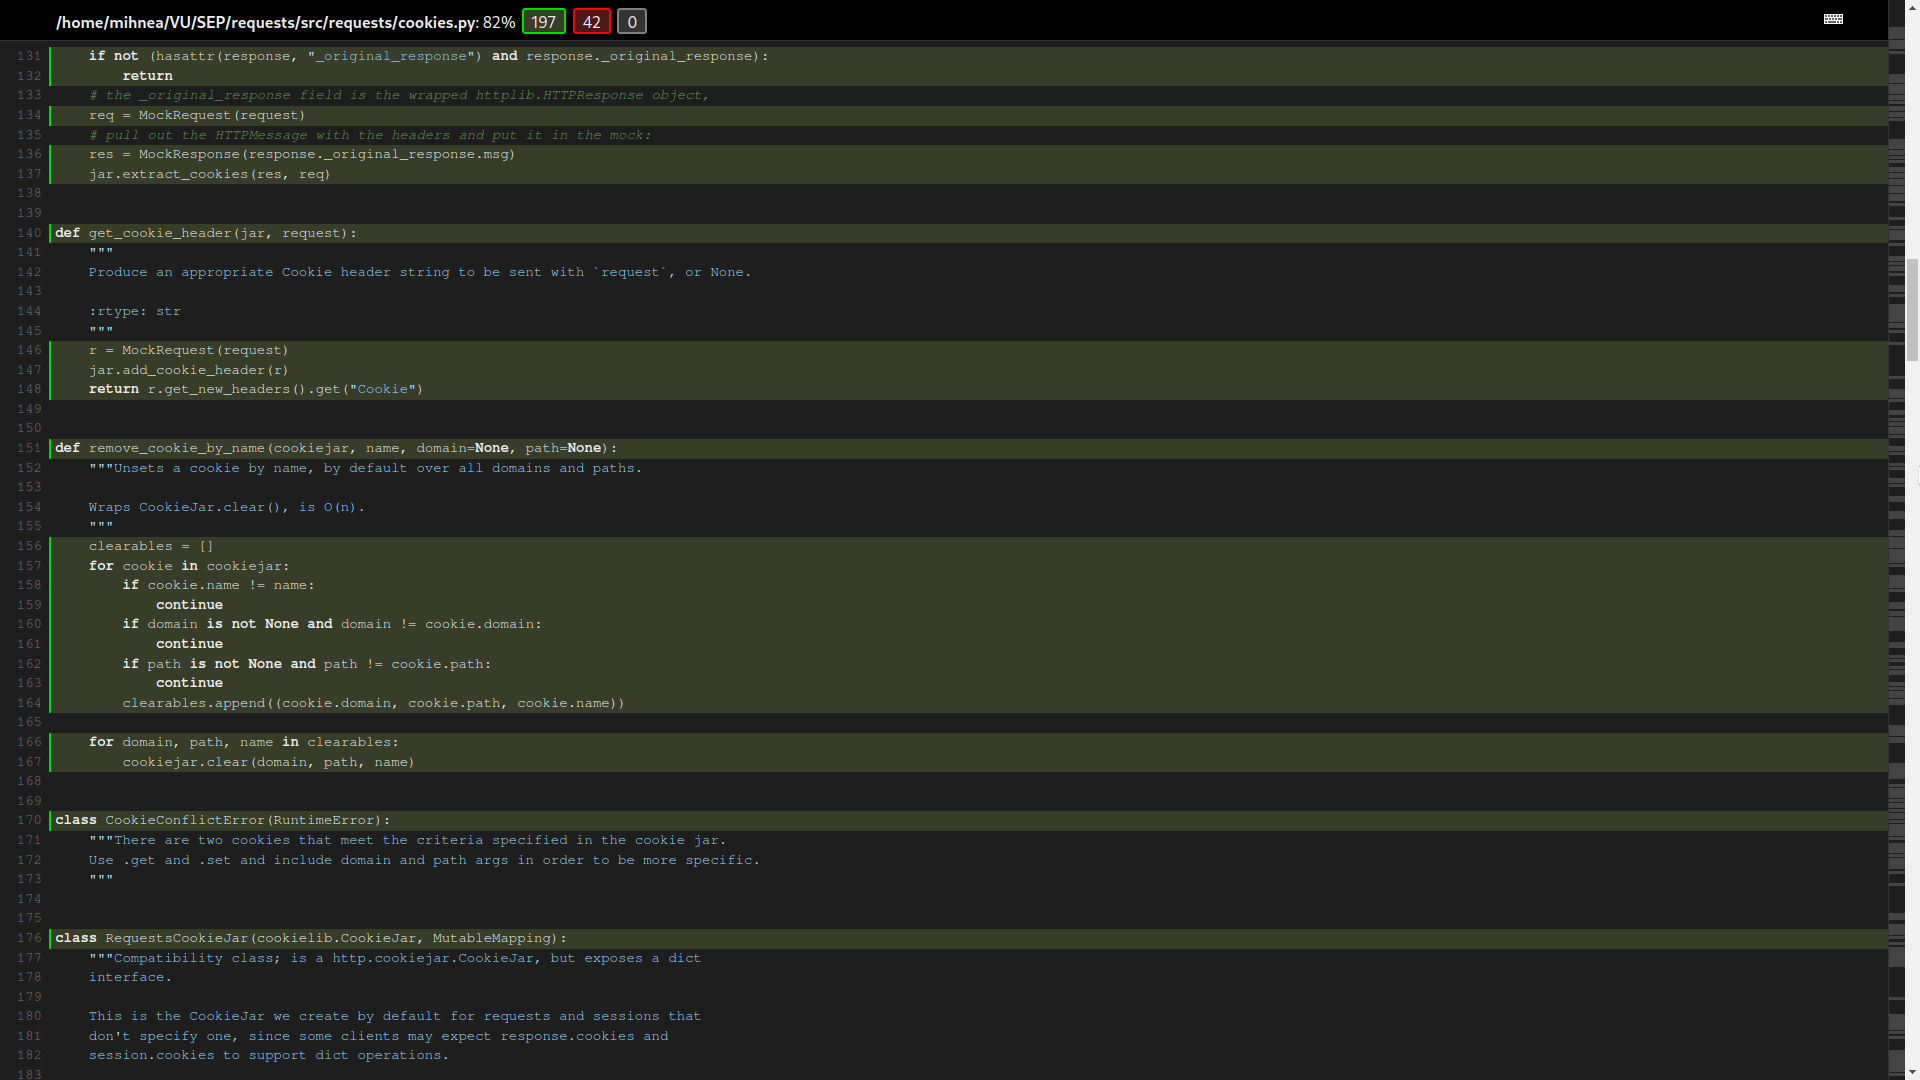 /home/mihnea/VU/SEP/requests/src/requests/cookies.py: 82% 197 42 0
131     if not (hasattr(response, "_original_response") and response._original_response):
132         return
133     # the _original_response field is the wrapped httplib.HTTPResponse object,
134     req = MockRequest(request)
135     # pull out the HTTPMessage with the headers and put it in the mock:
136     res = MockResponse(response._original_response.msg)
137     jar.extract_cookies(res, req)
138
139
140 def get_cookie_header(jar, request):
141     """
142     Produce an appropriate Cookie header string to be sent with `request`, or None.
143
144     :rtype: str
145     """
146     r = MockRequest(request)
147     jar.add_cookie_header(r)
148     return r.get_new_headers().get("Cookie")
149
150
151 def remove_cookie_by_name(cookiejar, name, domain=None, path=None):
152     """Unsets a cookie by name, by default over all domains and paths.
153
154     Wraps CookieJar.clear(), is O(n).
155     """
156     clearables = []
157     for cookie in cookiejar:
158         if cookie.name != name:
159             continue
160         if domain is not None and domain != cookie.domain:
161             continue
162         if path is not None and path != cookie.path:
163             continue
164         clearables.append((cookie.domain, cookie.path, cookie.name))
165
166     for domain, path, name in clearables:
167         cookiejar.clear(domain, path, name)
168
169
170 class CookieConflictError(RuntimeError):
171     """There are two cookies that meet the criteria specified in the cookie jar.
172     Use .get and .set and include domain and path args in order to be more specific.
173     """
174
175
176 class RequestsCookieJar(cookielib.CookieJar, MutableMapping):
177     """Compatibility class; is a http.cookiejar.CookieJar, but exposes a dict
178     interface.
179
180     This is the CookieJar we create by default for requests and sessions that
181     don't specify one, since some clients may expect response.cookies and
182     session.cookies to support dict operations.
183